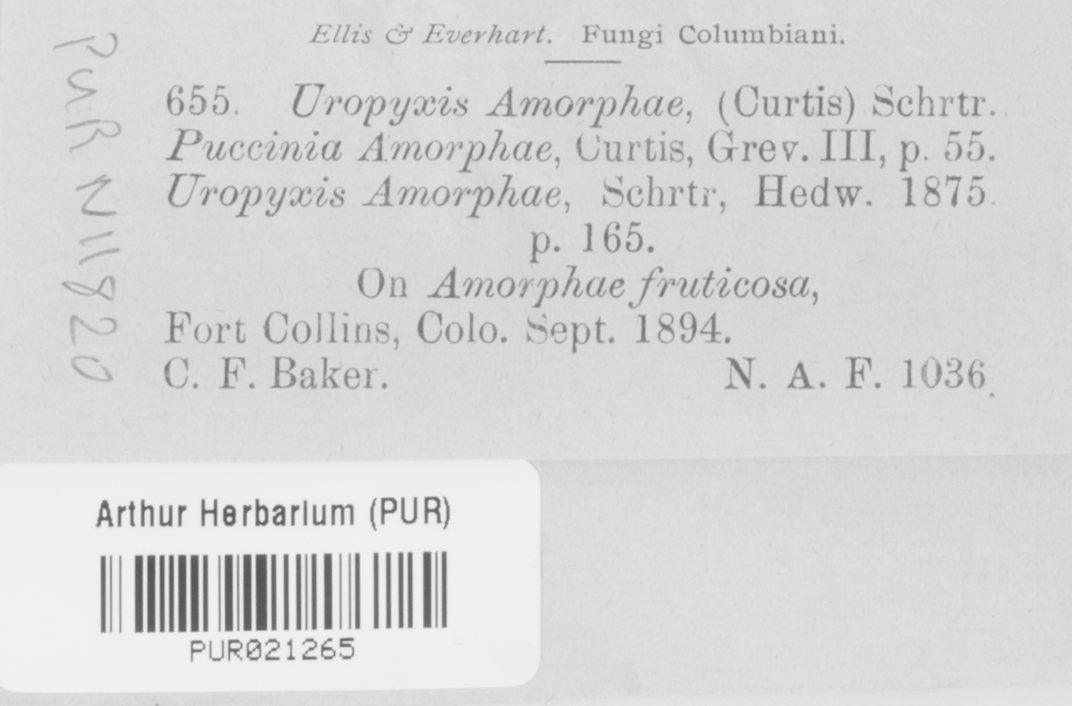 Ellis & Everhart. Fungi Columbiani.
655. Uropyxis Amorphae, (Curtis) Schrtr.
Puccinia Amorphae, Curtis, Grev. III, p. 55.
Uropyxis Amorphae, Schrtr, Hedw. 1875.
p. 165.
On Amorphae fruticosa,
Fort Collins, Colo. Sept. 1894.
C. F. Baker. N. A. F. 1036.
PUR N11820
Arthur Herbarium (PUR)
PUR021265